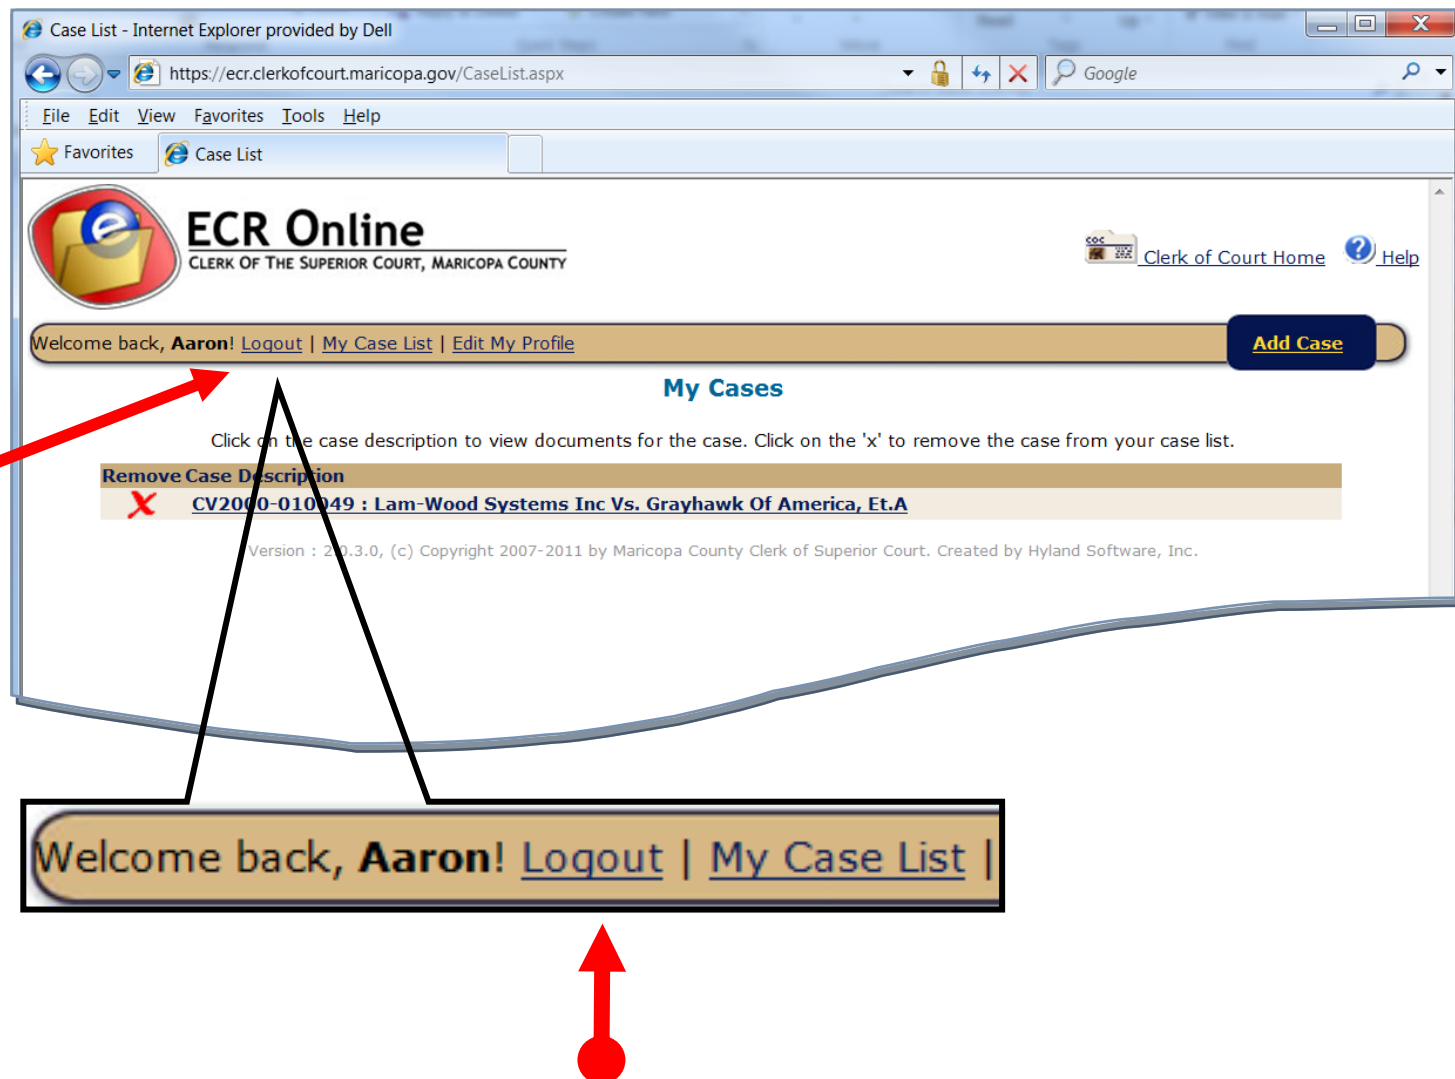 Case List - Internet Explorer provided by Dell
https://ecr.clerkofcourt.maricopa.gov/CaseList.aspx
Google
File Edit View Favorites Tools Help
Favorites Case List
ECR Online
CLERK OF THE SUPERIOR COURT, MARICOPA COUNTY
coc
Clerk of Court Home Help
Welcome back, Aaron! Logout | My Case List | Edit My Profile Add Case
My Cases
Click on the case description to view documents for the case. Click on the 'x' to remove the case from your case list.
Remove Case Description
CV2000-010049 : Lam-Wood Systems Inc Vs. Grayhawk Of America, Et.A
Version : 2.0.3.0, (c) Copyright 2007-2011 by Maricopa County Clerk of Superior Court. Created by Hyland Software, Inc.
Welcome back, Aaron! Logout | My Case List |